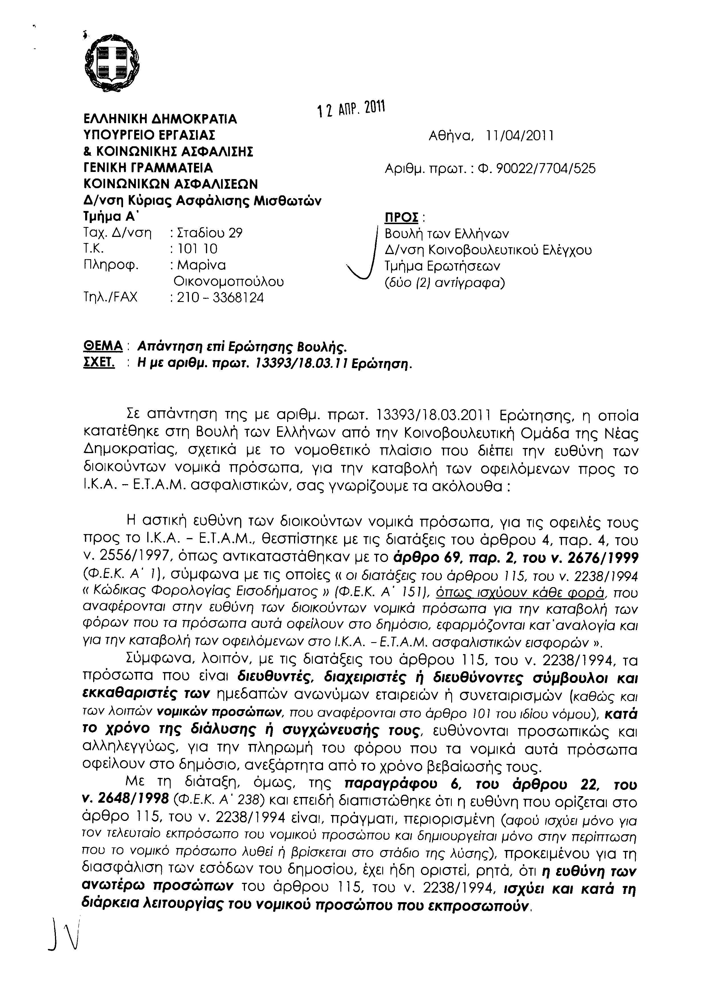 12 ΑΠΡ. 2011
ΕΛΛΗΝΙΚΗ ΔΗΜΟΚΡΑΤΙΑ
ΥΠΟΥΡΓΕΙΟ ΕΡΓΑΣΙΑΣ
& ΚΟΙΝΩΝΙΚΗΣ ΑΣΦΑΛΙΣΗΣ
ΓΕΝΙΚΗ ΓΡΑΜΜΑΤΕΙΑ
ΚΟΙΝΩΝΙΚΩΝ ΑΣΦΑΛΙΣΕΩΝ
Δ/νση Κύριας Ασφάλισης Μισθωτών
Τμήμα Α΄
Ταχ. Δ/νση : Σταδίου 29
Τ.Κ. : 101 10
Πληροφ. : Μαρίνα
Οικονομοπούλου
Τηλ./FAX : 210 – 3368124
Αθήνα, 11/04/2011
Αριθμ. πρωτ. : Φ. 90022/7704/525
ΠΡΟΣ :
Βουλή των Ελλήνων
Δ/νση Κοινοβουλευτικού Ελέγχου
Τμήμα Ερωτήσεων
(δύο (2) αντίγραφα)
ΘΕΜΑ : Απάντηση επί Ερώτησης Βουλής.
ΣΧΕΤ. : Η με αριθμ. πρωτ. 13393/18.03.11 Ερώτηση.
Σε απάντηση της με αριθμ. πρωτ. 13393/18.03.2011 Ερώτησης, η οποία
κατατέθηκε στη Βουλή των Ελλήνων από την Κοινοβουλευτική Ομάδα της Νέας
Δημοκρατίας, σχετικά με το νομοθετικό πλαίσιο που διέπει την ευθύνη των
διοικούντων νομικά πρόσωπα, για την καταβολή των οφειλόμενων προς το
Ι.Κ.Α. – Ε.Τ.Α.Μ. ασφαλιστικών, σας γνωρίζουμε τα ακόλουθα :
Η αστική ευθύνη των διοικούντων νομικά πρόσωπα, για τις οφειλές τους
προς το Ι.Κ.Α. – Ε.Τ.Α.Μ., θεσπίστηκε με τις διατάξεις του άρθρου 4, παρ. 4, του
ν. 2556/1997, όπως αντικαταστάθηκαν με το άρθρο 69, παρ. 2, του ν. 2676/1999
(Φ.Ε.Κ. Α΄ 1), σύμφωνα με τις οποίες « οι διατάξεις του άρθρου 115, του ν. 2238/1994
« Κώδικας Φορολογίας Εισοδήματος » (Φ.Ε.Κ. Α΄ 151), όπως ισχύουν κάθε φορά, που
αναφέρονται στην ευθύνη των διοικούντων νομικά πρόσωπα για την καταβολή των
φόρων που τα πρόσωπα αυτά οφείλουν στο δημόσιο, εφαρμόζονται κατ΄αναλογία και
για την καταβολή των οφειλόμενων στο Ι.Κ.Α. – Ε.Τ.Α.Μ. ασφαλιστικών εισφορών ».
Σύμφωνα, λοιπόν, με τις διατάξεις του άρθρου 115, του ν. 2238/1994, τα
πρόσωπα που είναι διευθυντές, διαχειριστές ή διευθύνοντες σύμβουλοι και
εκκαθαριστές των ημεδαπών ανωνύμων εταιρειών ή συνεταιρισμών (καθώς και
των λοιπών νομικών προσώπων, που αναφέρονται στο άρθρο 101 του ιδίου νόμου), κατά
το χρόνο της διάλυσης ή συγχώνευσής τους, ευθύνονται προσωπικώς και
αλληλεγγύως, για την πληρωμή του φόρου που τα νομικά αυτά πρόσωπα
οφείλουν στο δημόσιο, ανεξάρτητα από το χρόνο βεβαίωσής τους.
Με τη διάταξη, όμως, της παραγράφου 6, του άρθρου 22, του
ν. 2648/1998 (Φ.Ε.Κ. Α΄ 238) και επειδή διαπιστώθηκε ότι η ευθύνη που ορίζεται στο
άρθρο 115, του ν. 2238/1994 είναι, πράγματι, περιορισμένη (αφού ισχύει μόνο για
τον τελευταίο εκπρόσωπο του νομικού προσώπου και δημιουργείται μόνο στην περίπτωση
που το νομικό πρόσωπο λυθεί ή βρίσκεται στο στάδιο της λύσης), προκειμένου για τη
διασφάλιση των εσόδων του δημοσίου, έχει ήδη οριστεί, ρητά, ότι η ευθύνη των
ανωτέρω προσώπων του άρθρου 115, του ν. 2238/1994, ισχύει και κατά τη
διάρκεια λειτουργίας του νομικού προσώπου που εκπροσωπούν.